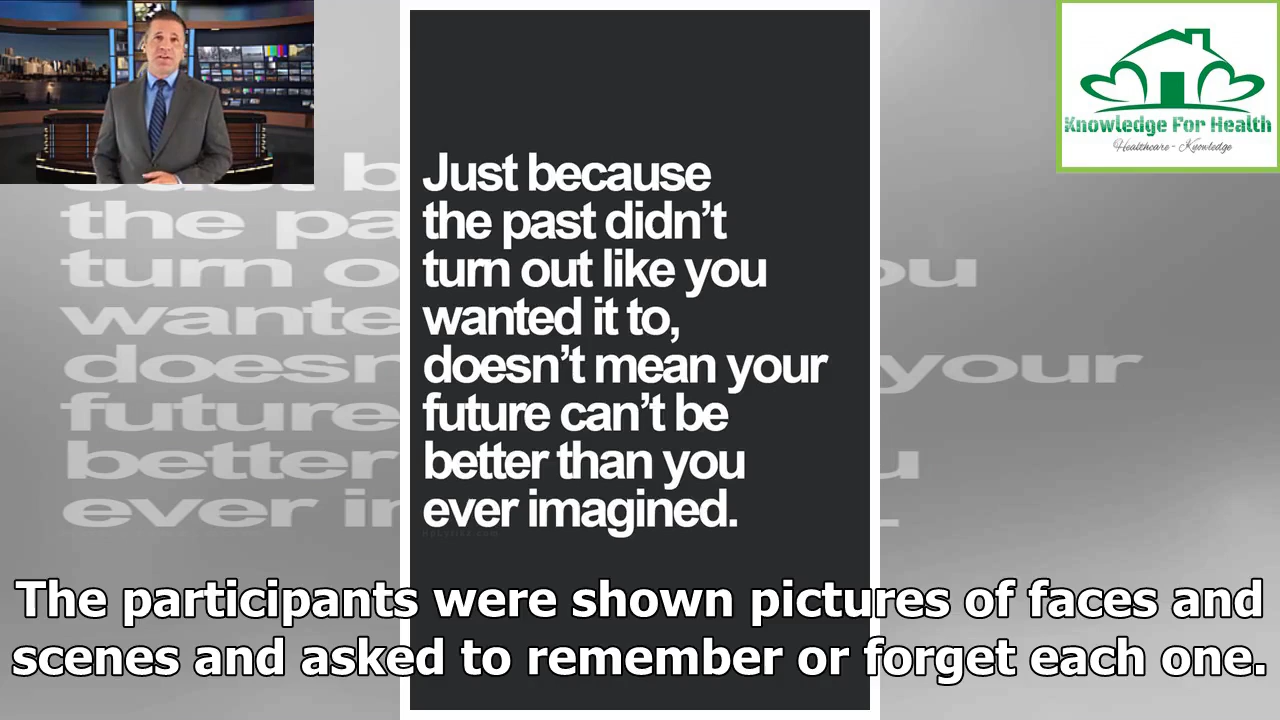 Knowledge For Health
Healthcare - Knowledge
Just because
the past didn't
turn out like you
wanted it to,
doesn't mean your
future can't be
better than you
ever imagined.
The participants were shown pictures of faces and
scenes and asked to remember or forget each one.